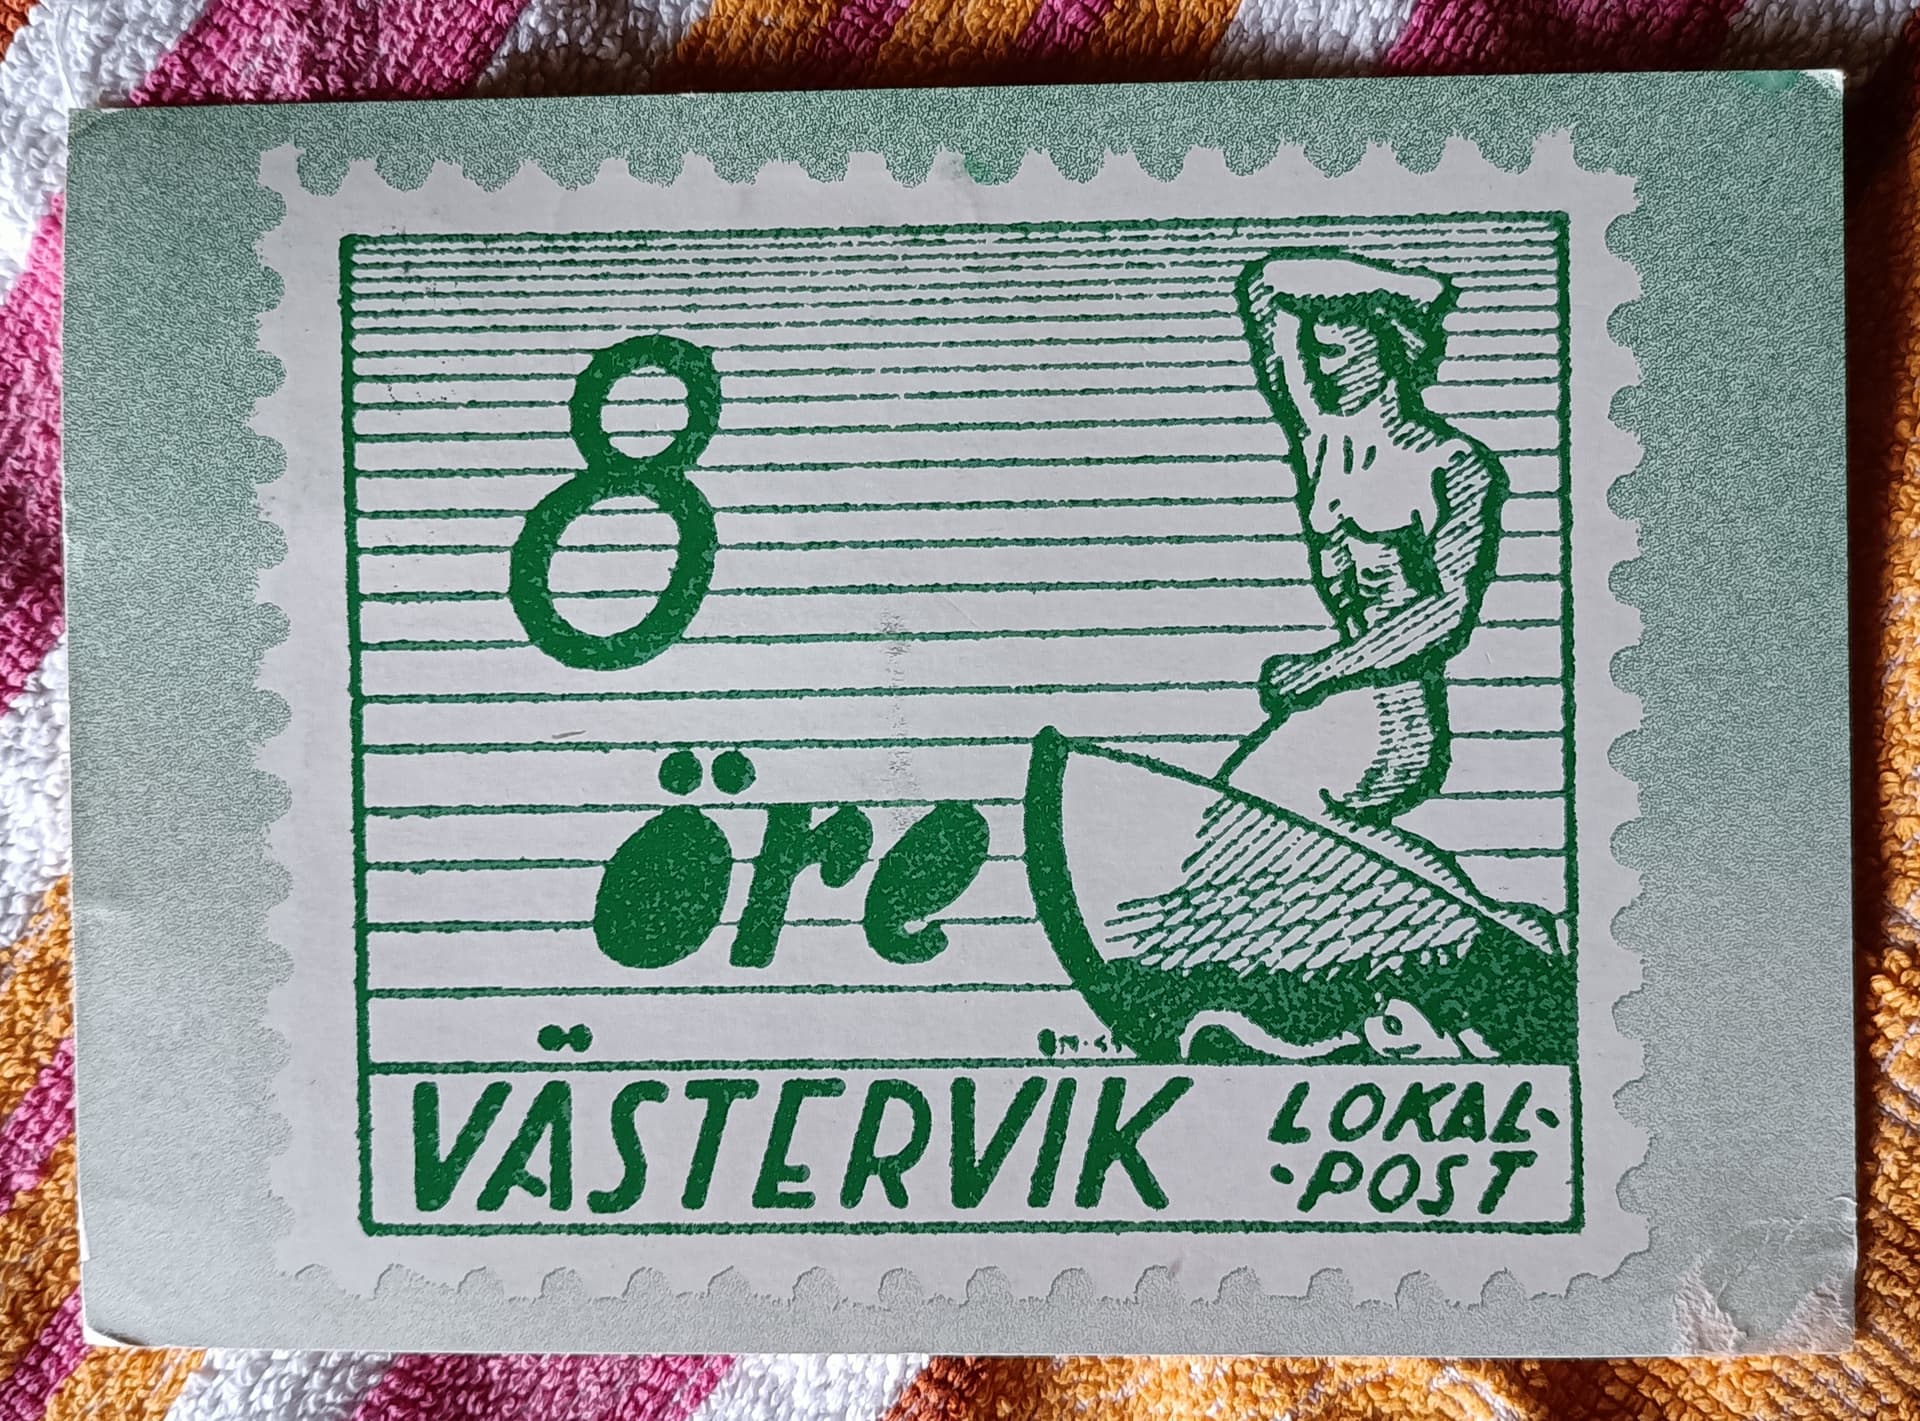 8
öre
VÄSTERVIK
LOKAL-
-POST